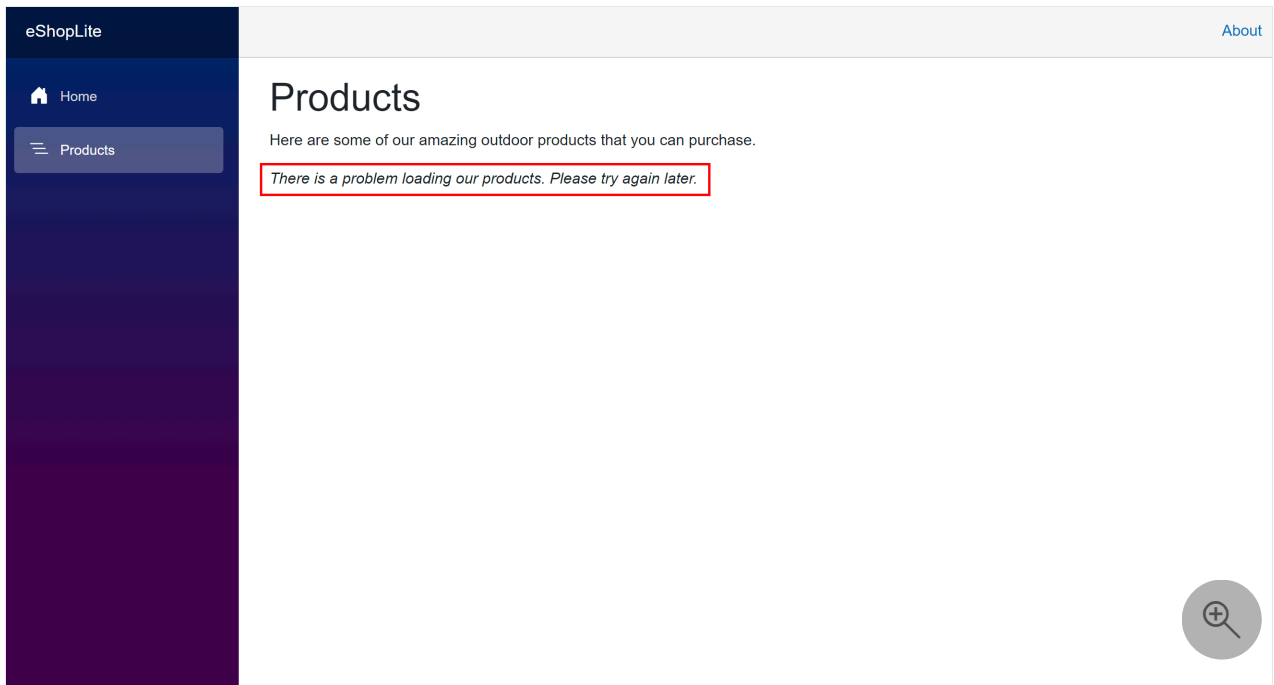 eShopLite
About
Home
Products
Products
Here are some of our amazing outdoor products that you can purchase.
There is a problem loading our products. Please try again later.